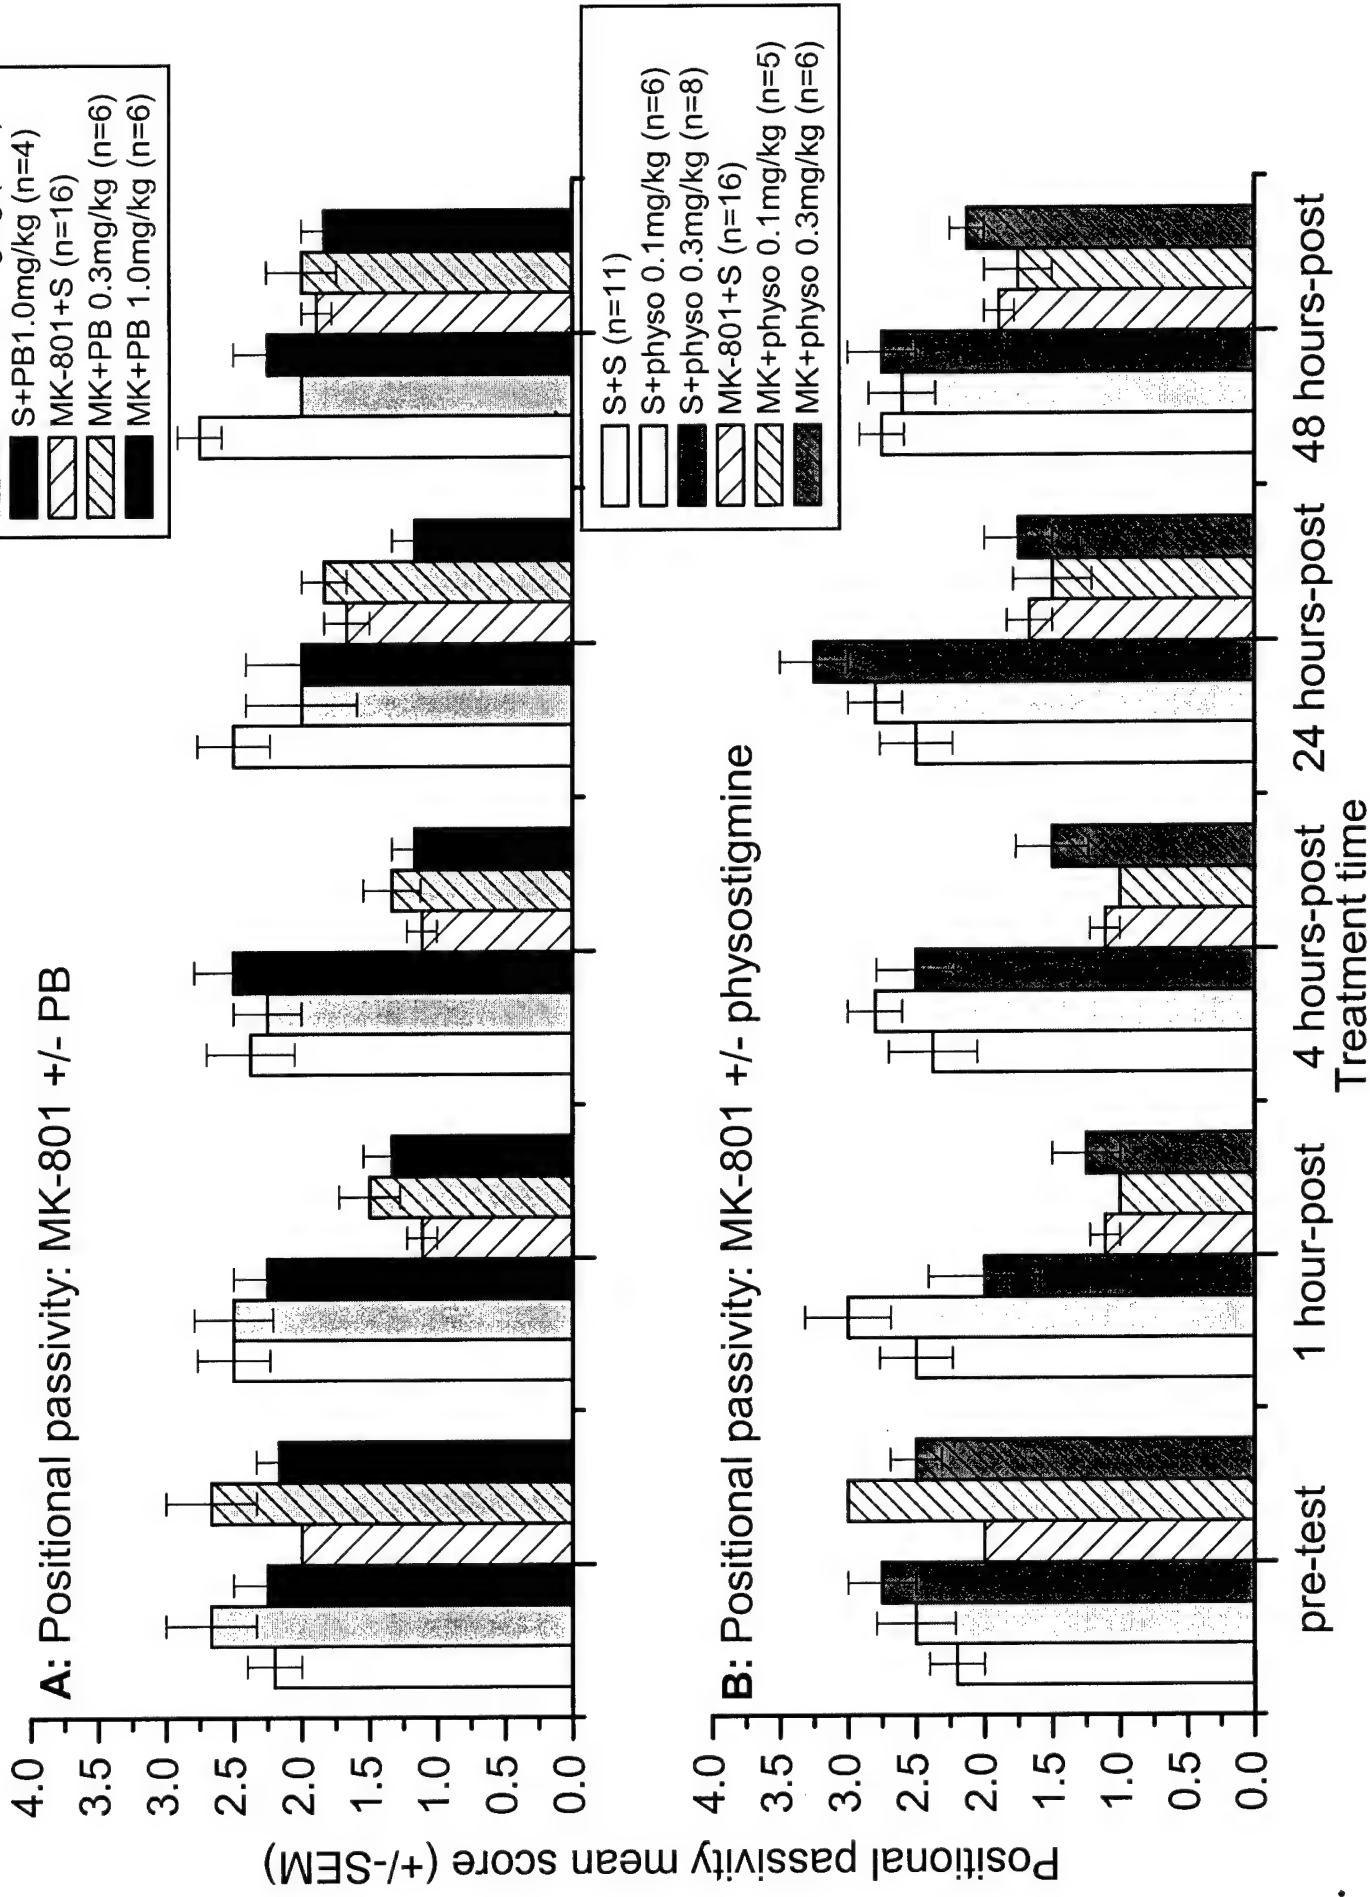 S+PB1.0mg/kg (n=4)
MK-801+S (n=16)
MK+PB 0.3mg/kg (n=6)
MK+PB 1.0mg/kg (n=6)
A: Positional passivity: MK-801 +/- PB
4.0
3.5
3.0
2.5
2.0
1.5
1.0
0.5
0.0
Positional passivity mean score (+/-SEM)
S+S (n=11)
S+physo 0.1mg/kg (n=6)
S+physo 0.3mg/kg (n=8)
MK-801+S (n=16)
MK+physo 0.1mg/kg (n=5)
MK+physo 0.3mg/kg (n=6)
B: Positional passivity: MK-801 +/- physostigmine
4.0
3.5
3.0
2.5
2.0
1.5
1.0
0.5
0.0
pre-test 1 hour-post 4 hours-post 24 hours-post 48 hours-post
Treatment time